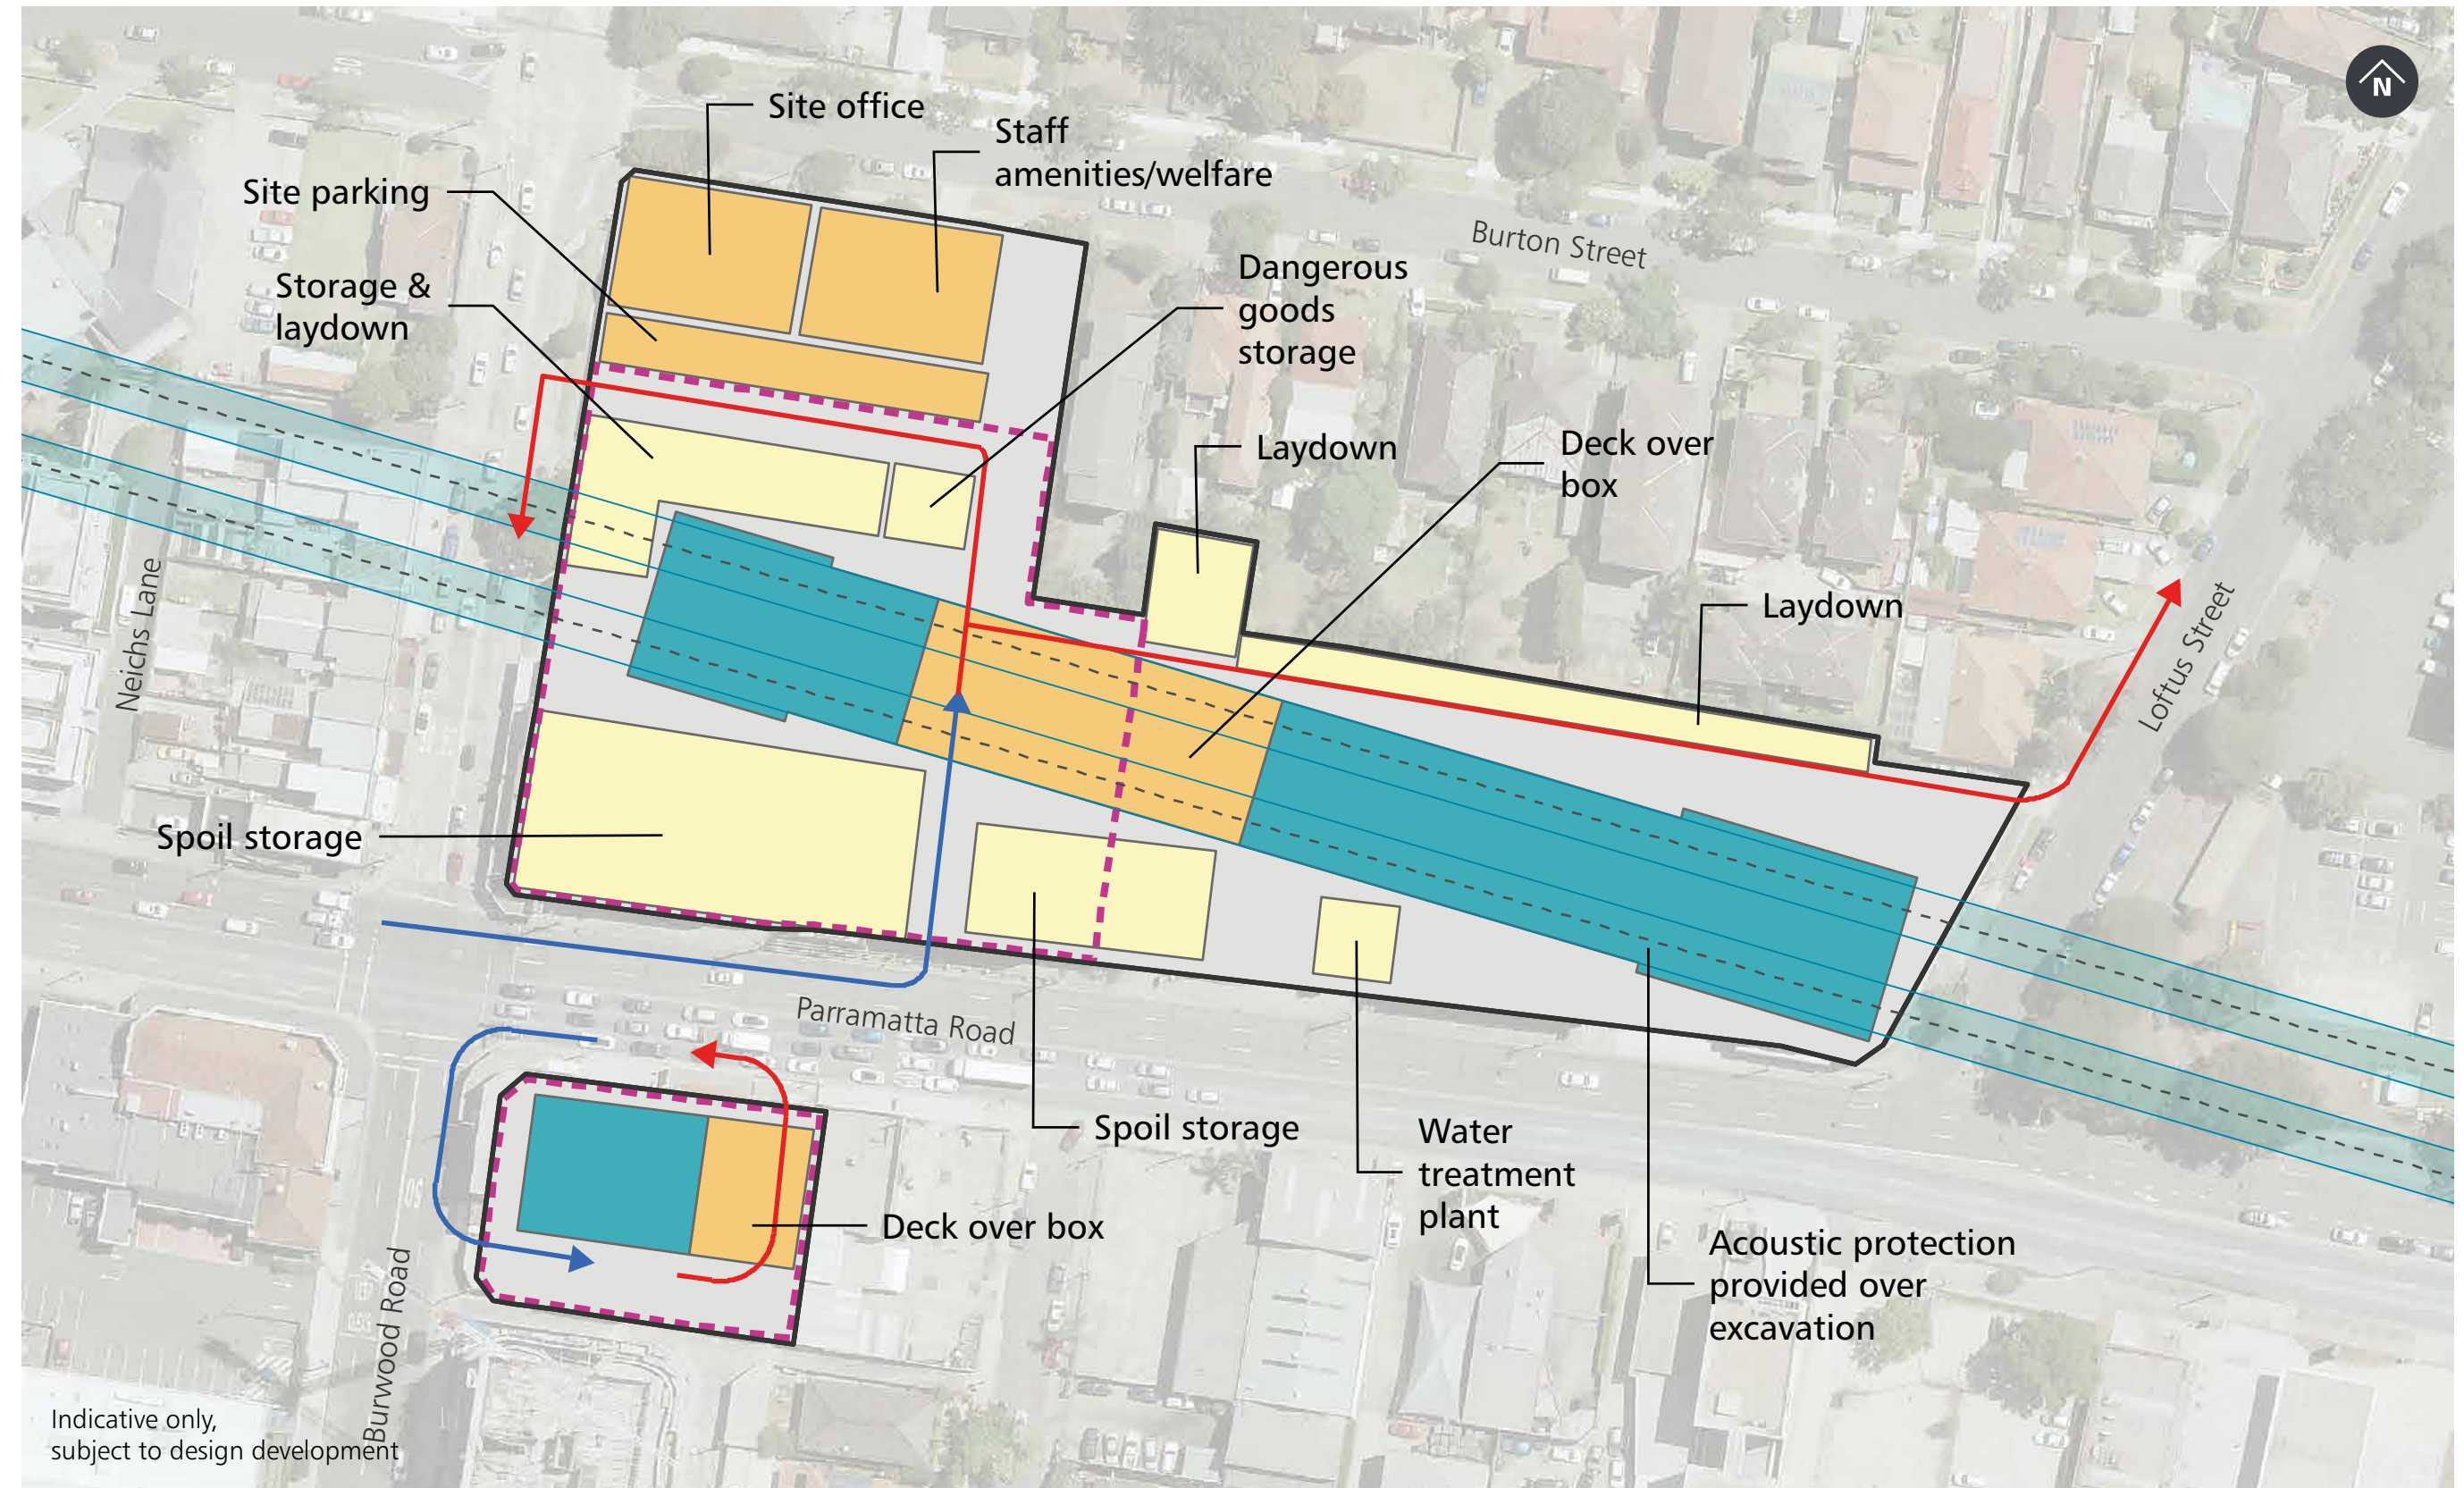 N
Site office
Staff
amenities/welfare
Site parking
Storage &
laydown
Burton Street
Dangerous
goods
storage
Laydown
Deck over
box
Laydown
Neichs Lane
Loftus Street
Spoil storage
Parramatta Road
Spoil storage
Water
treatment
plant
Deck over box
Acoustic protection
provided over
excavation
Burwood Road
Indicative only,
subject to design development